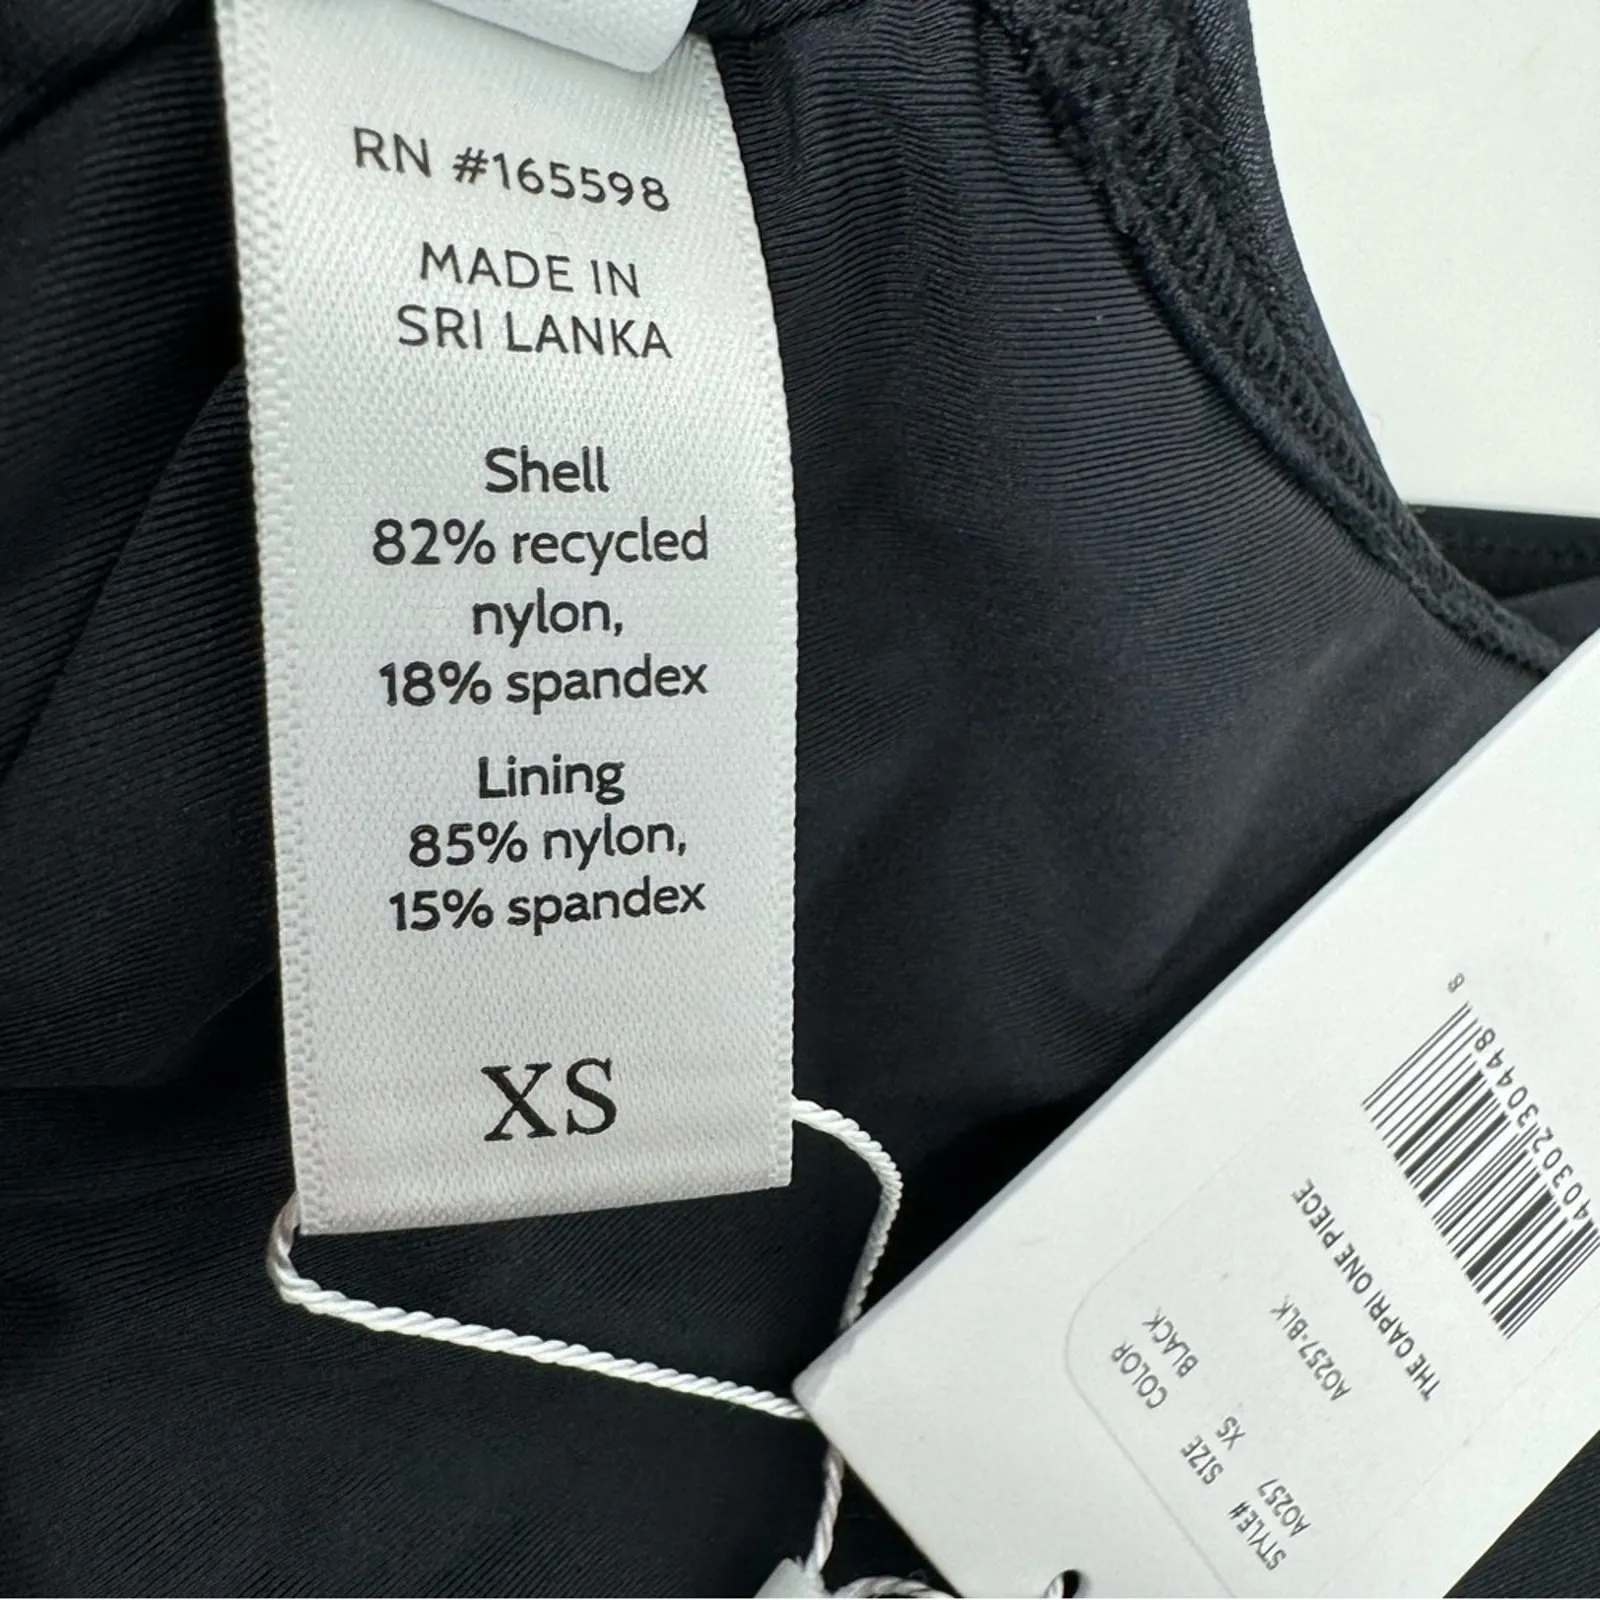 RN #165598
MADE IN
SRI LANKA
Shell
82% recycled
nylon,
18% spandex
Lining
85% nylon,
15% spandex
XS
STYLE# SIZE COLOR
A0257 XS BLACK
A0257-BLK
THE CAPRI ONE PIECE
8